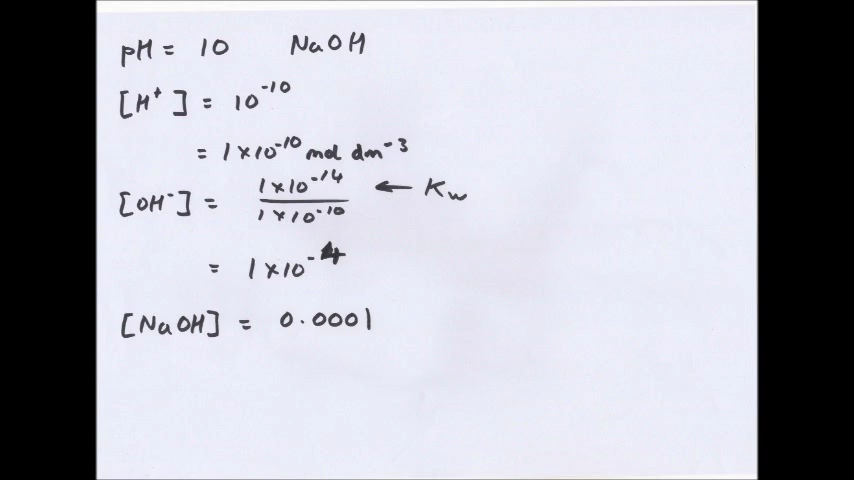 pH = 10 NaOH
[H⁺] = 10⁻¹⁰
= 1×10⁻¹⁰ mol dm⁻³
[OH⁻] = 1×10⁻¹⁴ / 1×10⁻¹⁰ ← Kw
= 1×10⁻⁴
[NaOH] = 0.0001